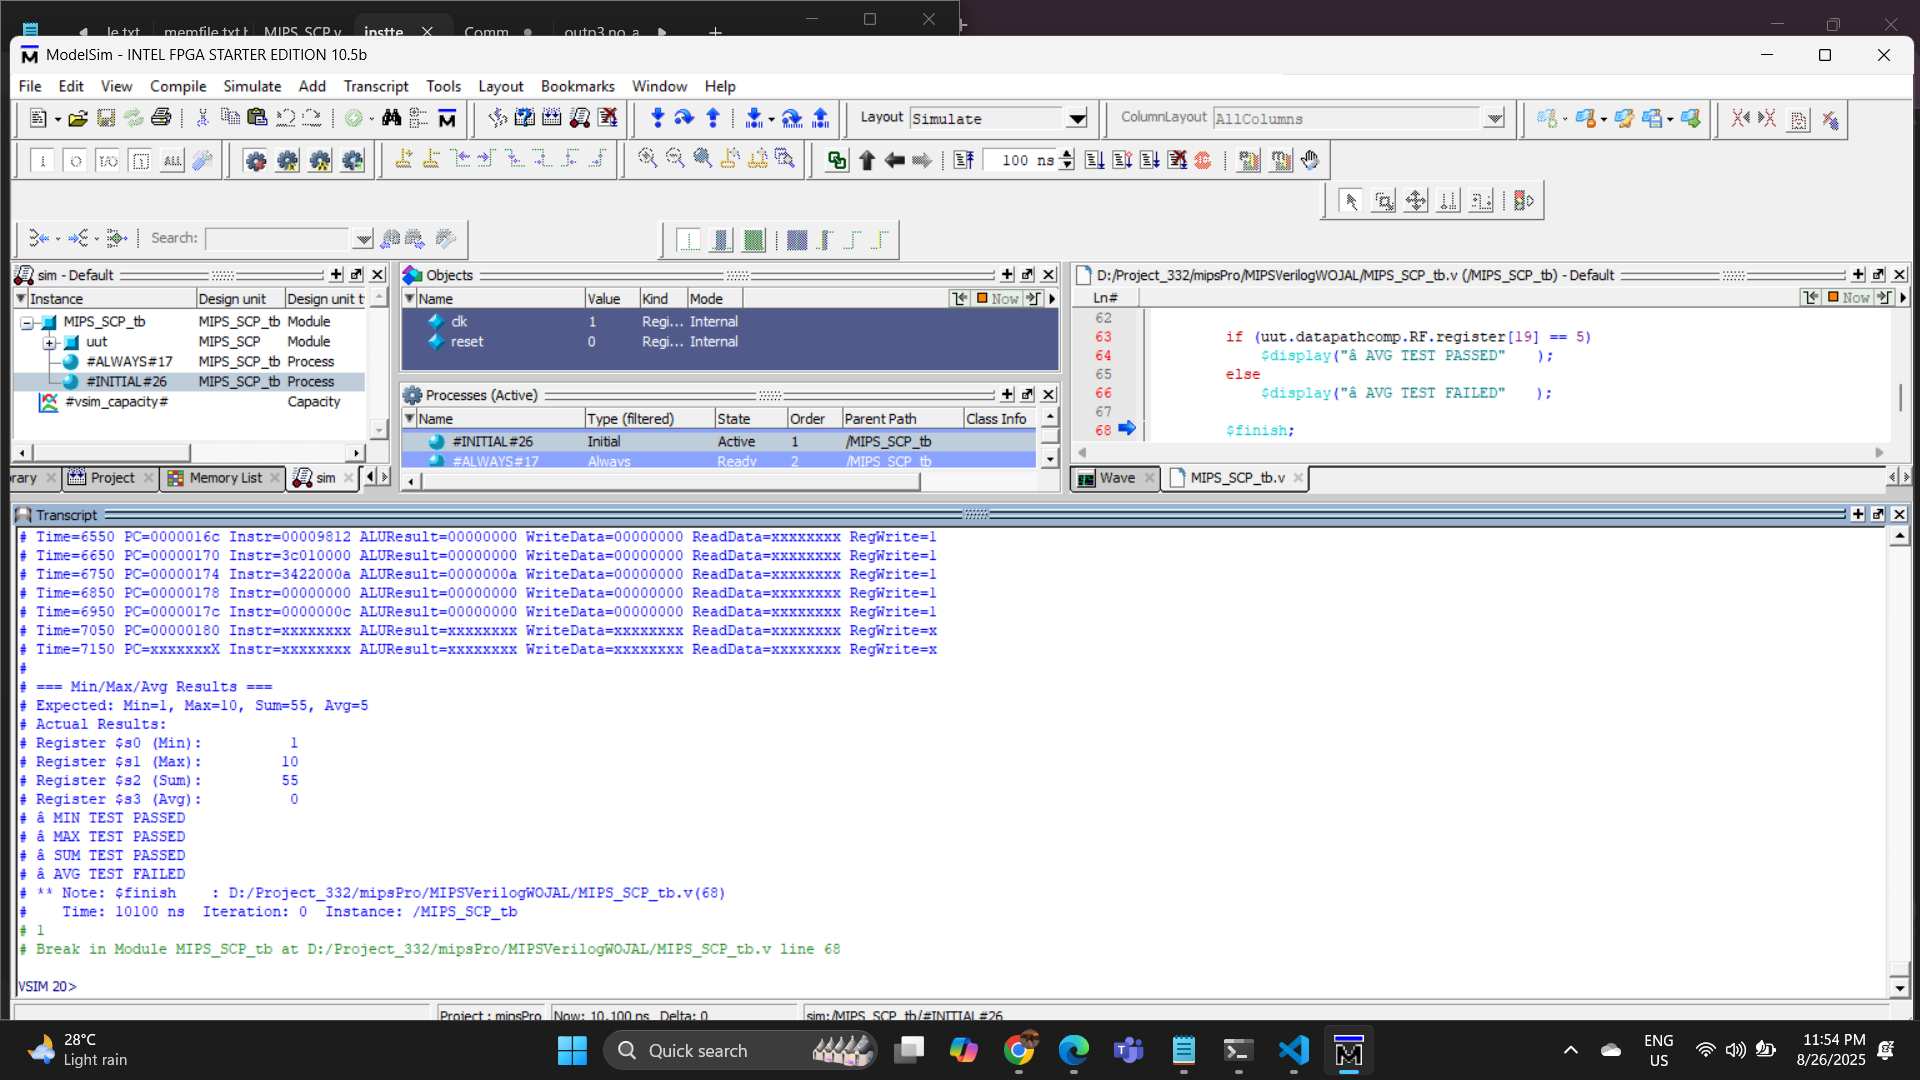 le.txt memfile.txt MIPS_SCP.v instte Comm outp3.no_a
ModelSim - INTEL FPGA STARTER EDITION 10.5b
File Edit View Compile Simulate Add Transcript Tools Layout Bookmarks Window Help
Layout Simulate ColumnLayout AllColumns
100 ns
Search:
sim - Default
Instance Design unit Design unit t
MIPS_SCP_tb MIPS_SCP_tb Module
uut MIPS_SCP Module
#ALWAYS#17 MIPS_SCP_tb Process
#INITIAL#26 MIPS_SCP_tb Process
#vsim_capacity# Capacity
rary Project Memory List sim
Objects
Name Value Kind Mode Now
clk 1 Regi... Internal
reset 0 Regi... Internal
Processes (Active)
Name Type (filtered) State Order Parent Path Class Info
#INITIAL#26 Initial Active 1 /MIPS_SCP_tb
#ALWAYS#17 Always Ready 2 /MIPS_SCP_tb
D:/Project_332/mipsPro/MIPSVerilogWOJAL/MIPS_SCP_tb.v (/MIPS_SCP_tb) - Default
Ln# Now
62
63 if (uut.datapathcomp.RF.register[19] == 5)
64 $display("â AVG TEST PASSED" );
65 else
66 $display("â AVG TEST FAILED" );
67
68 $finish;
Wave MIPS_SCP_tb.v
Transcript
# Time=6550 PC=0000016c Instr=00009812 ALUResult=00000000 WriteData=00000000 ReadData=xxxxxxxx RegWrite=1
# Time=6650 PC=00000170 Instr=3c010000 ALUResult=00000000 WriteData=00000000 ReadData=xxxxxxxx RegWrite=1
# Time=6750 PC=00000174 Instr=3422000a ALUResult=0000000a WriteData=00000000 ReadData=xxxxxxxx RegWrite=1
# Time=6850 PC=00000178 Instr=00000000 ALUResult=00000000 WriteData=00000000 ReadData=xxxxxxxx RegWrite=1
# Time=6950 PC=0000017c Instr=0000000c ALUResult=00000000 WriteData=00000000 ReadData=xxxxxxxx RegWrite=1
# Time=7050 PC=00000180 Instr=xxxxxxxx ALUResult=xxxxxxxx WriteData=xxxxxxxx ReadData=xxxxxxxx RegWrite=x
# Time=7150 PC=xxxxxxxX Instr=xxxxxxxx ALUResult=xxxxxxxx WriteData=xxxxxxxx ReadData=xxxxxxxx RegWrite=x
#
# === Min/Max/Avg Results ===
# Expected: Min=1, Max=10, Sum=55, Avg=5
# Actual Results:
# Register $s0 (Min): 1
# Register $s1 (Max): 10
# Register $s2 (Sum): 55
# Register $s3 (Avg): 0
# â MIN TEST PASSED
# â MAX TEST PASSED
# â SUM TEST PASSED
# â AVG TEST FAILED
# ** Note: $finish : D:/Project_332/mipsPro/MIPSVerilogWOJAL/MIPS_SCP_tb.v(68)
# Time: 10100 ns Iteration: 0 Instance: /MIPS_SCP_tb
# 1
# Break in Module MIPS_SCP_tb at D:/Project_332/mipsPro/MIPSVerilogWOJAL/MIPS_SCP_tb.v line 68
VSIM 20>
Project : mipsPro Now: 10,100 ns Delta: 0 sim:/MIPS_SCP_tb/#INITIAL#26
28°C
Light rain
Quick search
ENG
US
11:54 PM
8/26/2025